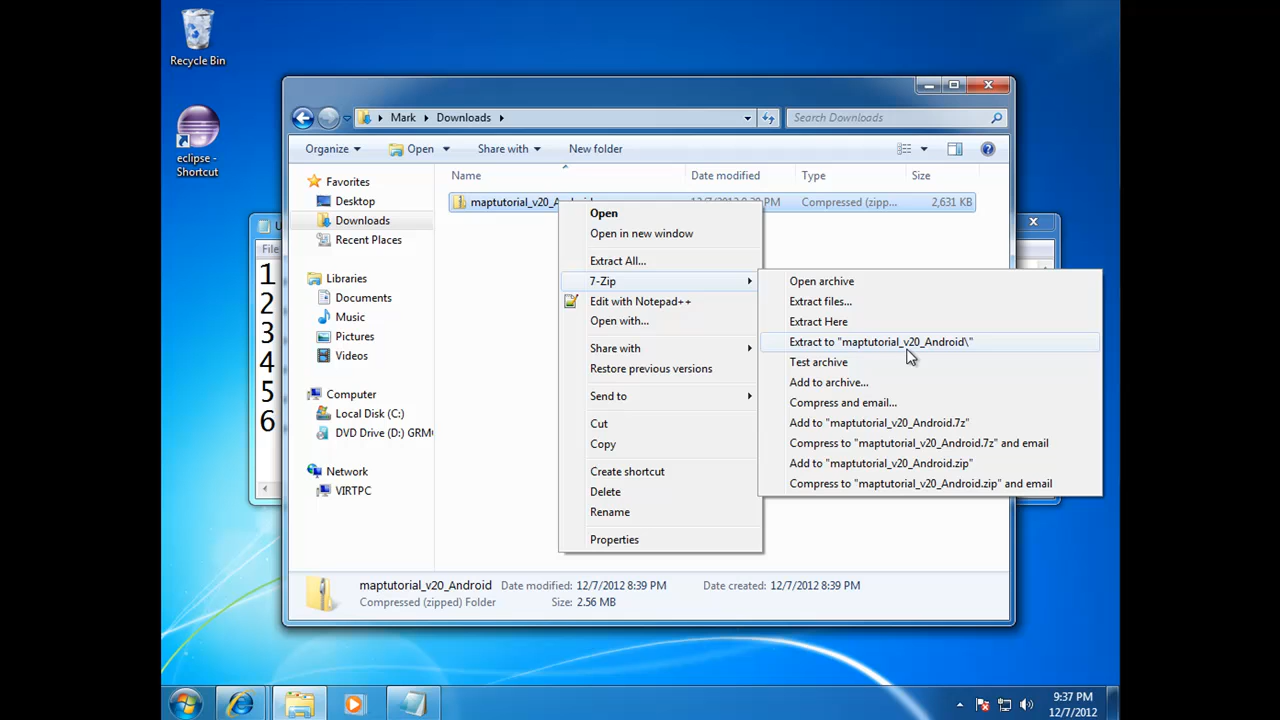 Recycle Bin
eclipse -
Shortcut
Mark
Downloads
Search Downloads
Organize
Open
Share with
New folder
Name
Date modified
Type
Size
Favorites
Desktop
Downloads
Recent Places
Libraries
Documents
Music
Pictures
Videos
Computer
Local Disk (C:)
DVD Drive (D:) GRM
Network
VIRTPC
Compressed (zipp...
2,631 KB
File
1
2
3
4
5
6
Open
Open in new window
Extract All...
7-Zip
Edit with Notepad++
Open with...
Share with
Restore previous versions
Send to
Cut
Copy
Create shortcut
Delete
Rename
Properties
Open archive
Extract files...
Extract Here
Extract to "maptutorial_v20_Android\"
Test archive
Add to archive...
Compress and email...
Add to "maptutorial_v20_Android.7z"
Compress to "maptutorial_v20_Android.7z" and email
Add to "maptutorial_v20_Android.zip"
Compress to "maptutorial_v20_Android.zip" and email
maptutorial_v20_Android
Date modified: 12/7/2012 8:39 PM
Date created: 12/7/2012 8:39 PM
Compressed (zipped) Folder
Size: 2.56 MB
9:37 PM
12/7/2012